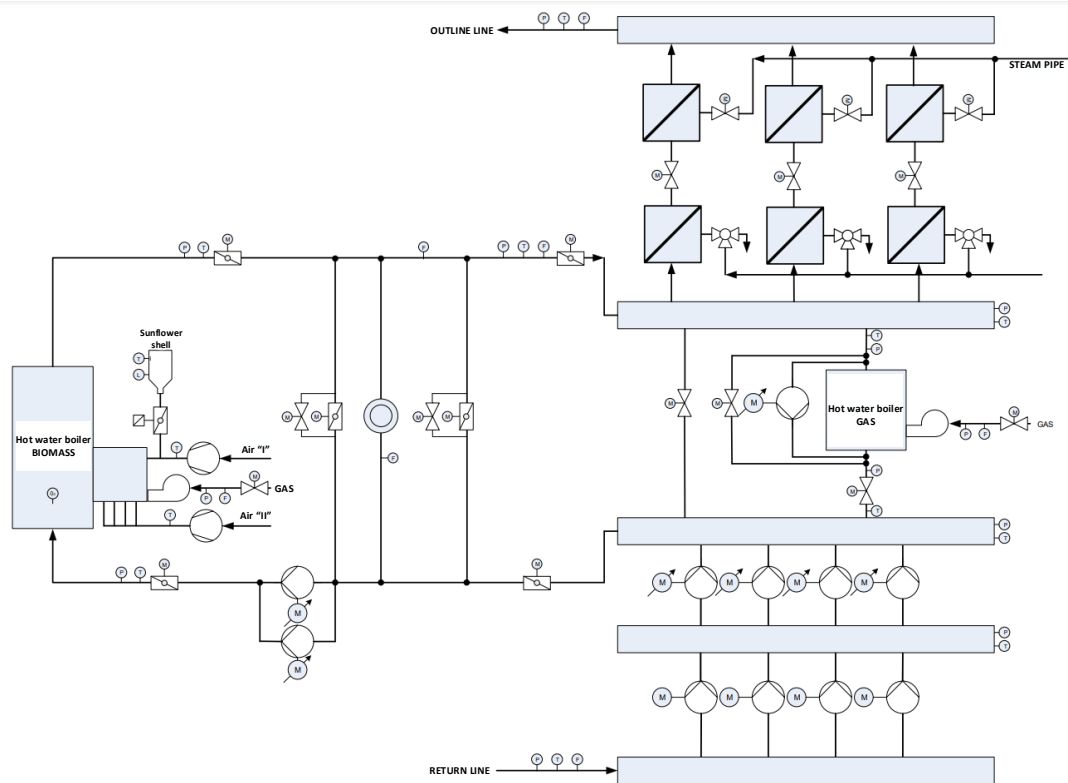 P T F
OUTLINE LINE
STEAM PIPE
M
M
M
M
M
M
P T M
F
P T F M
P
T
Sunflower
shell
T
L
T
P
M
M
M
M M
M M
Hot water boiler
GAS
M
GAS
P F
Hot water boiler
BIOMASS
T
Air “I”
F
P
M
M
GAS
P F
O₂
T
Air “II”
T
P
T
P T M
M
M
M
M M M M
P
T
M M M M
P T F
RETURN LINE